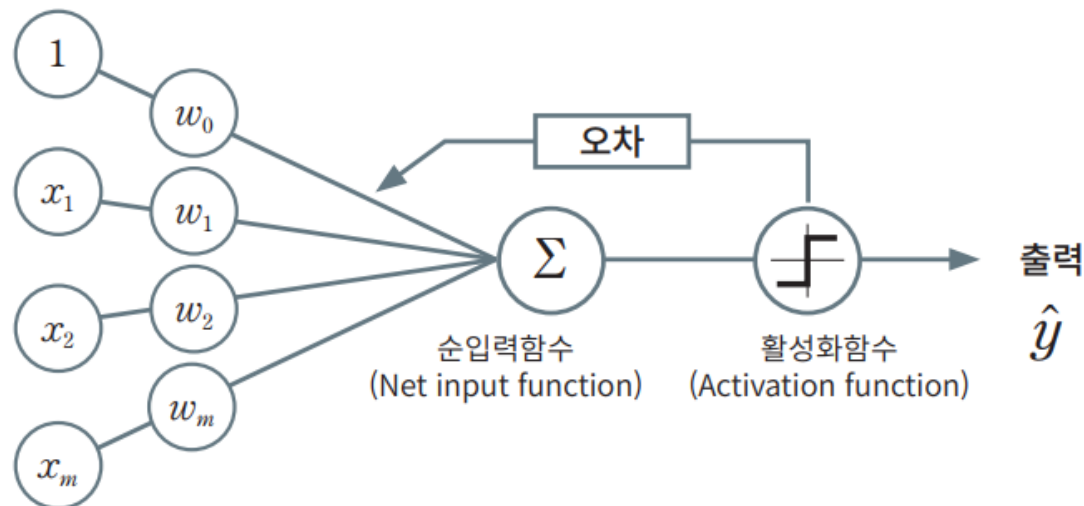 1
w₀
x₁
w₁
x₂
w₂
xₘ
wₘ
오차
Σ
순입력함수
(Net input function)
활성화함수
(Activation function)
출력
ŷ